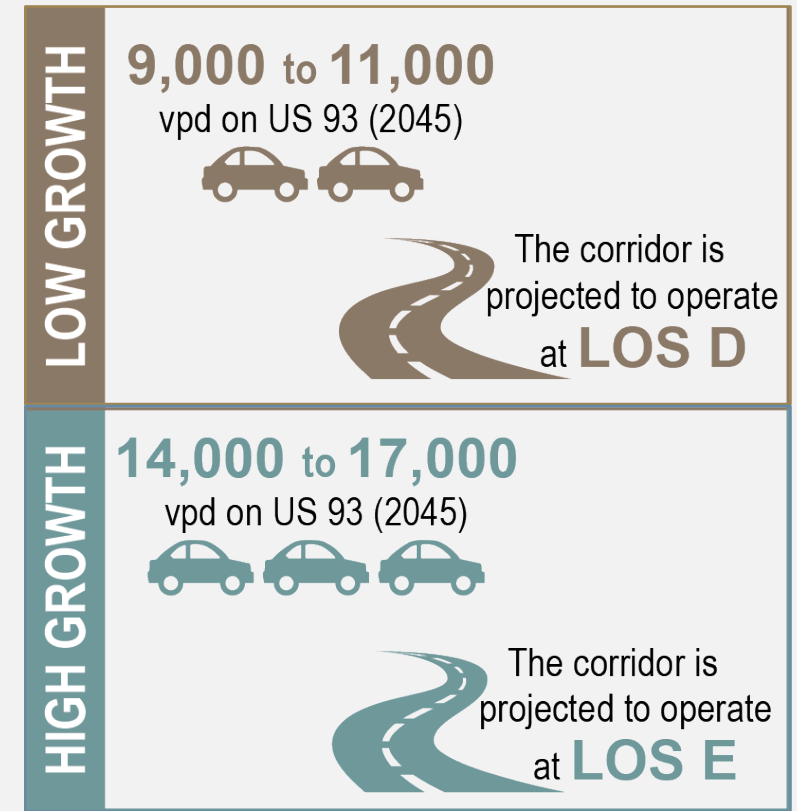 LOW GROWTH
9,000 to 11,000
vpd on US 93 (2045)
The corridor is
projected to operate
at LOS D
HIGH GROWTH
14,000 to 17,000
vpd on US 93 (2045)
The corridor is
projected to operate
at LOS E